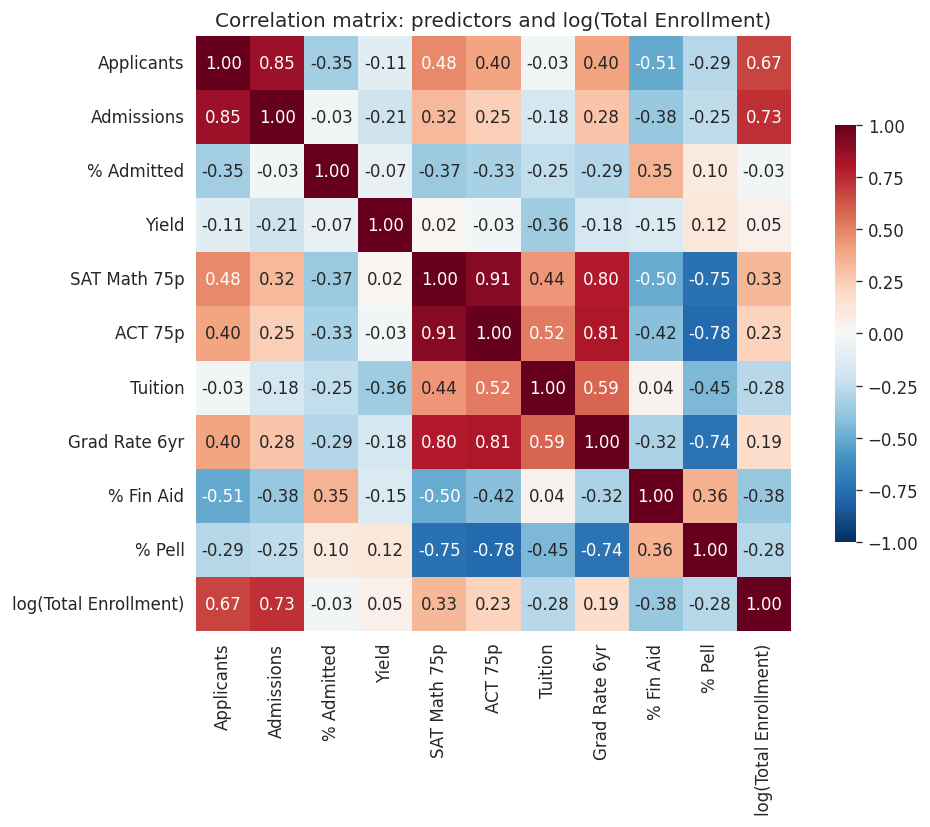 Correlation matrix: predictors and log(Total Enrollment)
Applicants 1.00 0.85 -0.35 -0.11 0.48 0.40 -0.03 0.40 -0.51 -0.29 0.67
Admissions 0.85 1.00 -0.03 -0.21 0.32 0.25 -0.18 0.28 -0.38 -0.25 0.73
% Admitted -0.35 -0.03 1.00 -0.07 -0.37 -0.33 -0.25 -0.29 0.35 0.10 -0.03
Yield -0.11 -0.21 -0.07 1.00 0.02 -0.03 -0.36 -0.18 -0.15 0.12 0.05
SAT Math 75p 0.48 0.32 -0.37 0.02 1.00 0.91 0.44 0.80 -0.50 -0.75 0.33
ACT 75p 0.40 0.25 -0.33 -0.03 0.91 1.00 0.52 0.81 -0.42 -0.78 0.23
Tuition -0.03 -0.18 -0.25 -0.36 0.44 0.52 1.00 0.59 0.04 -0.45 -0.28
Grad Rate 6yr 0.40 0.28 -0.29 -0.18 0.80 0.81 0.59 1.00 -0.32 -0.74 0.19
% Fin Aid -0.51 -0.38 0.35 -0.15 -0.50 -0.42 0.04 -0.32 1.00 0.36 -0.38
% Pell -0.29 -0.25 0.10 0.12 -0.75 -0.78 -0.45 -0.74 0.36 1.00 -0.28
log(Total Enrollment) 0.67 0.73 -0.03 0.05 0.33 0.23 -0.28 0.19 -0.38 -0.28 1.00
Applicants
Admissions
% Admitted
Yield
SAT Math 75p
ACT 75p
Tuition
Grad Rate 6yr
% Fin Aid
% Pell
log(Total Enrollment)
1.00
0.75
0.50
0.25
0.00
−0.25
−0.50
−0.75
−1.00